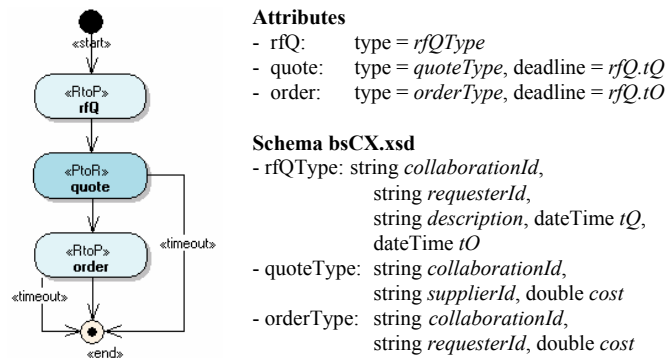 «start»
«RtoP»
rfQ
«PtoR»
quote
«timeout»
«RtoP»
order
«timeout»
«end»
Attributes
- rfQ: type = rfQType
- quote: type = quoteType, deadline = rfQ.tQ
- order: type = orderType, deadline = rfQ.tO
Schema bsCX.xsd
- rfQType: string collaborationId,
string requesterId,
string description, dateTime tQ,
dateTime tO
- quoteType: string collaborationId,
string supplierId, double cost
- orderType: string collaborationId,
string requesterId, double cost